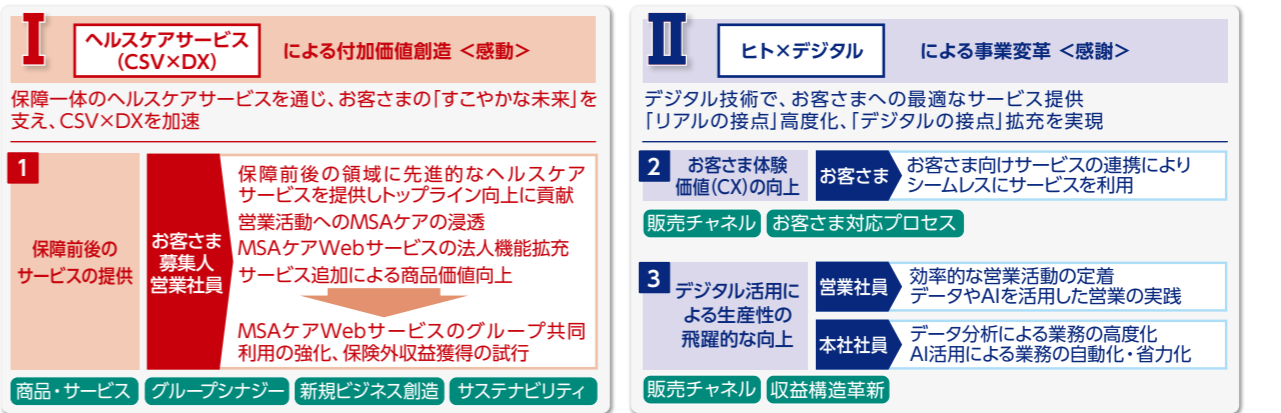 I
ヘルスケアサービス
(CSV×DX)
による付加価値創造 <感動>
保障一体のヘルスケアサービスを通じ、お客さまの「すこやかな未来」を
支え、CSV×DXを加速
1
保障前後の
サービスの提供
お客さま
募集人
営業社員
保障前後の領域に先進的なヘルスケア
サービスを提供しトップライン向上に貢献
営業活動へのMSAケアの浸透
MSAケアWebサービスの法人機能拡充
サービス追加による商品価値向上
MSAケアWebサービスのグループ共同
利用の強化、保険外収益獲得の試行
商品・サービス
グループシナジー
新規ビジネス創造
サステナビリティ
II
ヒト×デジタル
による事業変革 <感謝>
デジタル技術で、お客さまへの最適なサービス提供
「リアルの接点」高度化、「デジタルの接点」拡充を実現
2
お客さま体験
価値(CX)の向上
お客さま
お客さま向けサービスの連携により
シームレスにサービスを利用
販売チャネル
お客さま対応プロセス
3
デジタル活用に
よる生産性の
飛躍的な向上
営業社員
効率的な営業活動の定着
データやAIを活用した営業の実践
本社社員
データ分析による業務の高度化
AI活用による業務の自動化・省力化
販売チャネル
収益構造革新